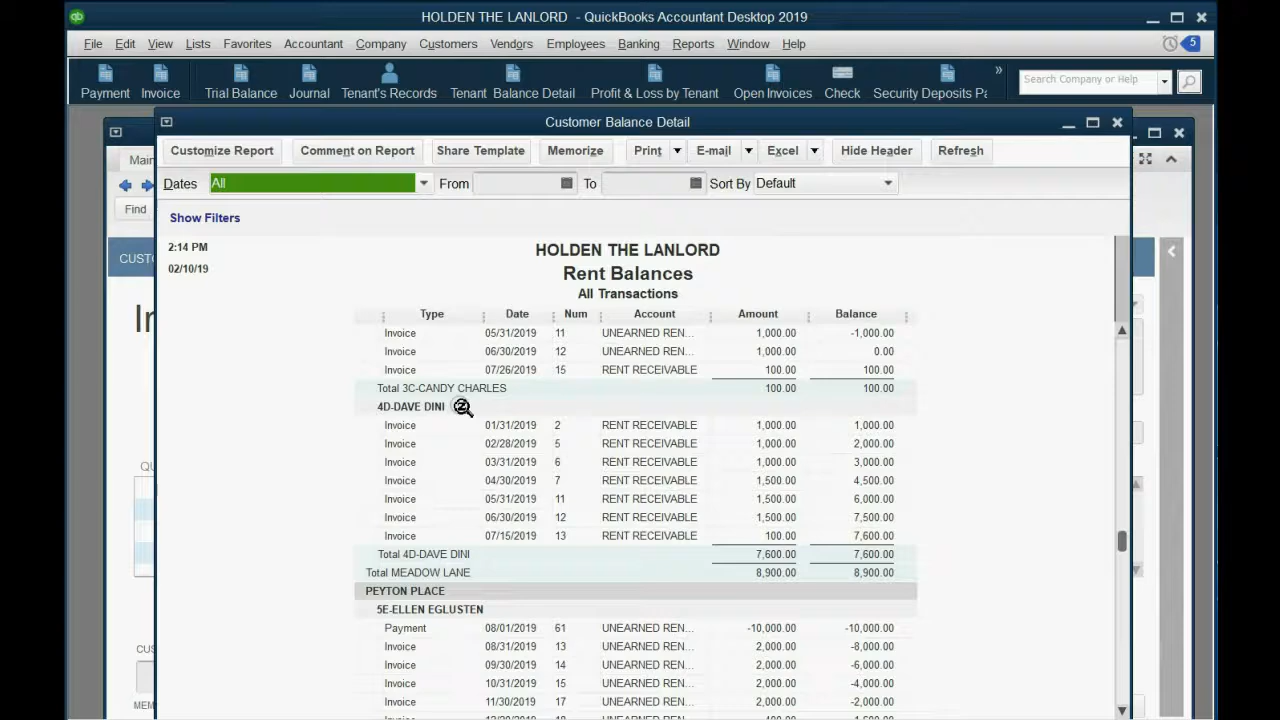 HOLDEN THE LANLORD - QuickBooks Accountant Desktop 2019
File Edit View Lists Favorites Accountant Company Customers Vendors Employees Banking Reports Window Help 5
Payment Invoice Trial Balance Journal Tenant's Records Tenant Balance Detail Profit & Loss by Tenant Open Invoices Check Security Deposits Pa » Search Company or Help
Customer Balance Detail
Main
Customize Report Comment on Report Share Template Memorize Print E-mail Excel Hide Header Refresh
Dates All From To Sort By Default
Find
Show Filters
2:14 PM
HOLDEN THE LANLORD
CUSTO
02/10/19
Rent Balances
All Transactions
In
Type Date Num Account Amount Balance
Invoice 05/31/2019 11 UNEARNED REN... 1,000.00 -1,000.00
Invoice 06/30/2019 12 UNEARNED REN... 1,000.00 0.00
Invoice 07/26/2019 15 RENT RECEIVABLE 100.00 100.00
Total 3C-CANDY CHARLES 100.00 100.00
4D-DAVE DINI
Invoice 01/31/2019 2 RENT RECEIVABLE 1,000.00 1,000.00
Invoice 02/28/2019 5 RENT RECEIVABLE 1,000.00 2,000.00
Invoice 03/31/2019 6 RENT RECEIVABLE 1,000.00 3,000.00
QU
Invoice 04/30/2019 7 RENT RECEIVABLE 1,500.00 4,500.00
Invoice 05/31/2019 11 RENT RECEIVABLE 1,500.00 6,000.00
Invoice 06/30/2019 12 RENT RECEIVABLE 1,500.00 7,500.00
Invoice 07/15/2019 13 RENT RECEIVABLE 100.00 7,600.00
Total 4D-DAVE DINI 7,600.00 7,600.00
Total MEADOW LANE 8,900.00 8,900.00
PEYTON PLACE
5E-ELLEN EGLUSTEN
Payment 08/01/2019 61 UNEARNED REN... -10,000.00 -10,000.00
Invoice 08/31/2019 13 UNEARNED REN... 2,000.00 -8,000.00
CUS
Invoice 09/30/2019 14 UNEARNED REN... 2,000.00 -6,000.00
Invoice 10/31/2019 15 UNEARNED REN... 2,000.00 -4,000.00
Invoice 11/30/2019 17 UNEARNED REN... 2,000.00 -2,000.00
MEM